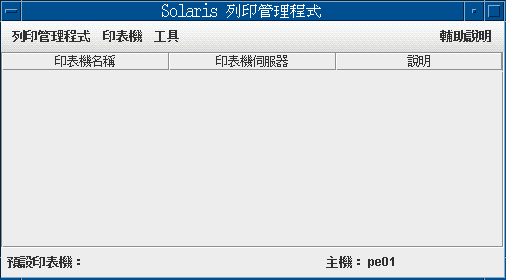 Solaris 列印管理程式
列印管理程式 印表機 工具 輔助說明
印表機名稱 印表機伺服器 說明
預設印表機： 主機：pe01